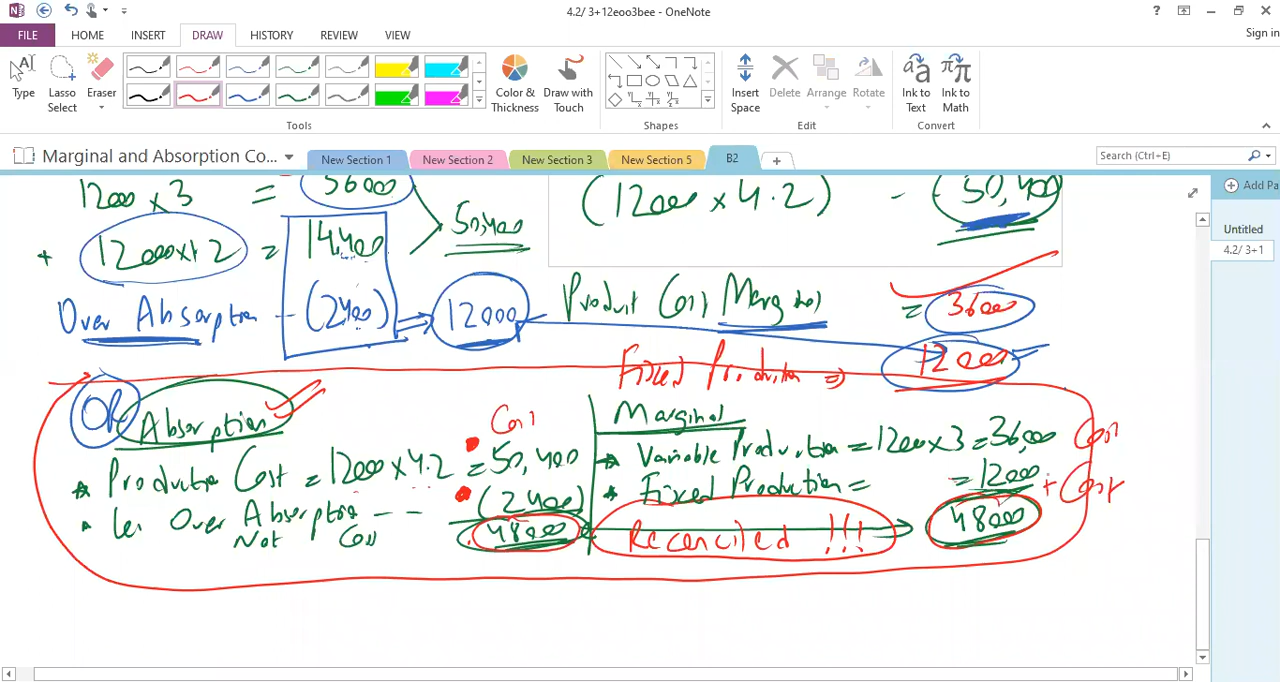 4.2/ 3+12eoo3bee - OneNote
Sign in
FILE HOME INSERT DRAW HISTORY REVIEW VIEW
Type Lasso Select Eraser
Color & Thickness Draw with Touch
Insert Space Delete Arrange Rotate
Ink to Text Ink to Math
Tools Shapes Edit Convert
Marginal and Absorption Co...
New Section 1 New Section 2 New Section 3 New Section 5 B2
Search (Ctrl+E)
Add Pa
Untitled
4.2/ 3+1
12000 x 3 = 36000
+ 12000x1.2 = 14,400
50,400
(12000 x 4.2) - 50,400
Over Absorption - (2400) 12000
Product Cost Marginal = 36000
Fixed Production => 12000
OR
Absorption
Cost
Production Cost = 12000 x 4.2 = 50,400
Less Over Absorption - - (2400)
Not Cost
48000
Marginal
Variable Production = 12000 x 3 = 36,000 Cost
Fixed Production = = 12000 + Cost
Reconciled !!! 48000